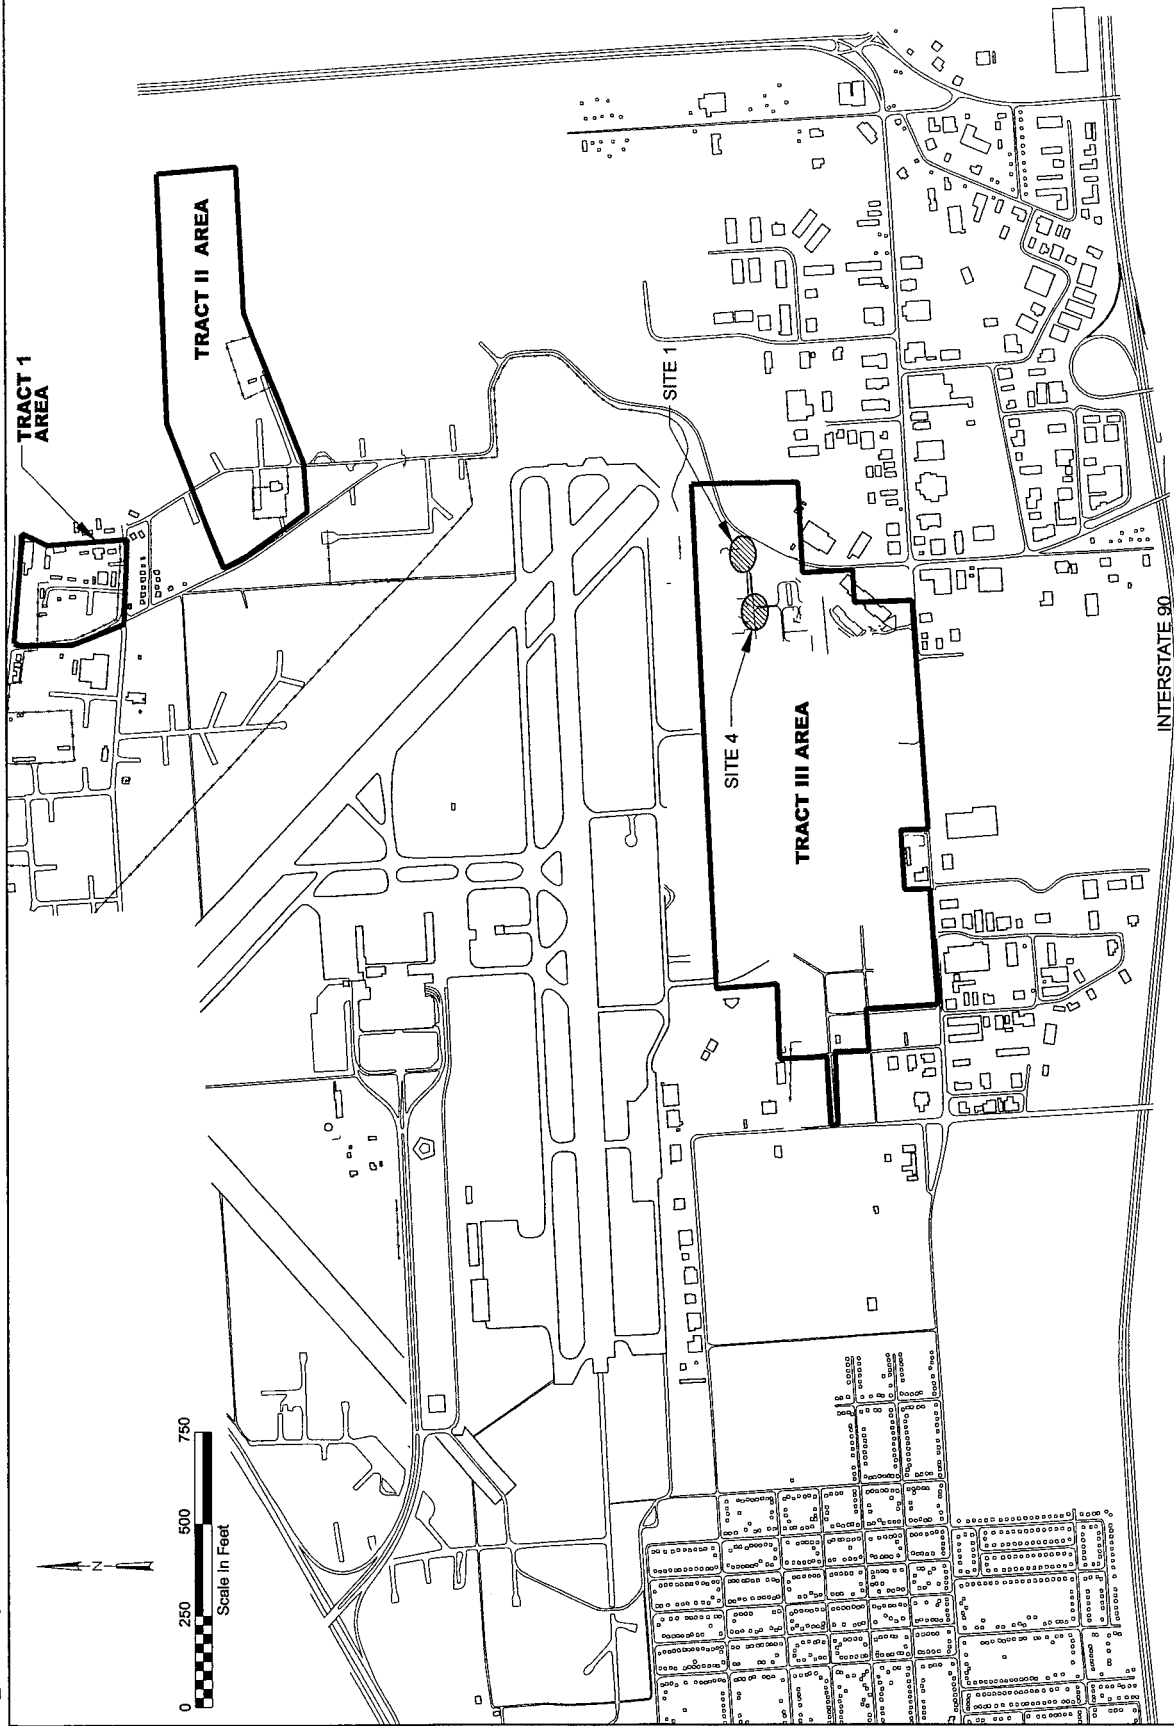 TRACT 1
AREA
TRACT II AREA
SITE 1
SITE 4
TRACT III AREA
INTERSTATE 90
N
0 250 500 750
Scale in Feet